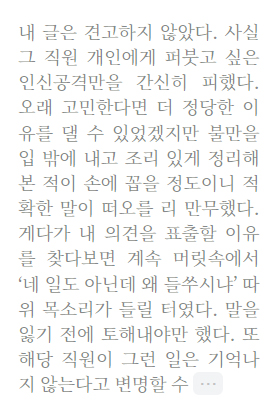 내 글은 견고하지 않았다. 사실
그 직원 개인에게 퍼붓고 싶은
인신공격만을 간신히 피했다.
오래 고민한다면 더 정당한 이
유를 댈 수 있었겠지만 불만을
입 밖에 내고 조리 있게 정리해
본 적이 손에 꼽을 정도이니 적
확한 말이 떠오를 리 만무했다.
게다가 내 의견을 표출할 이유
를 찾다보면 계속 머릿속에서
‘네 일도 아닌데 왜 들쑤시냐’ 따
위 목소리가 들릴 터였다. 말을
잃기 전에 토해내야만 했다. 또
해당 직원이 그런 일은 기억나
지 않는다고 변명할 수 ···